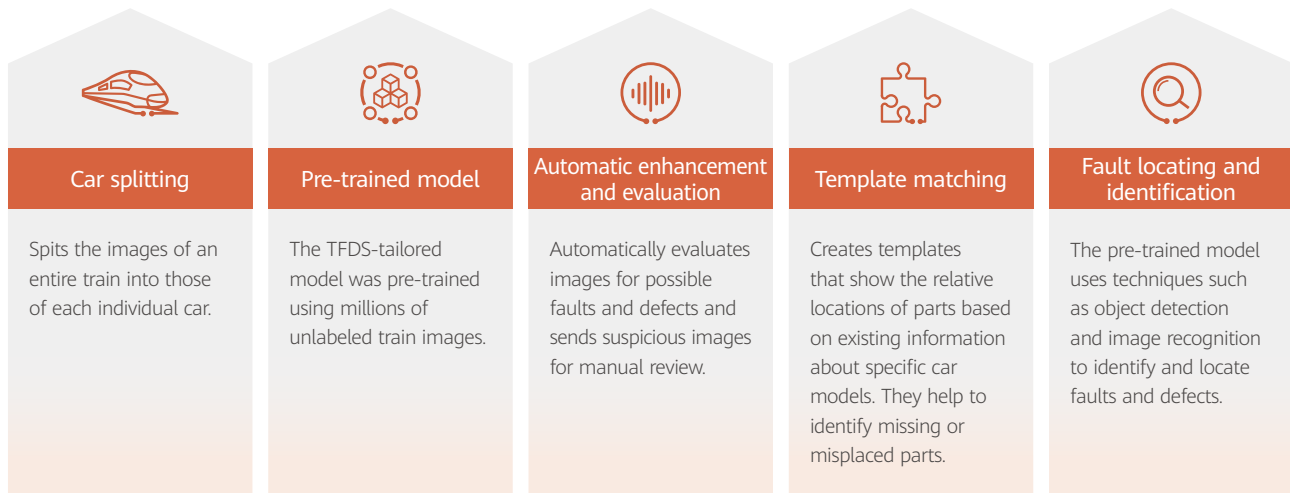 Car splitting
Spits the images of an
entire train into those
of each individual car.
Pre-trained model
The TFDS-tailored
model was pre-trained
using millions of
unlabeled train images.
Automatic enhancement
and evaluation
Automatically evaluates
images for possible
faults and defects and
sends suspicious images
for manual review.
Template matching
Creates templates
that show the relative
locations of parts based
on existing information
about specific car
models. They help to
identify missing or
misplaced parts.
Fault locating and
identification
The pre-trained model
uses techniques such
as object detection
and image recognition
to identify and locate
faults and defects.